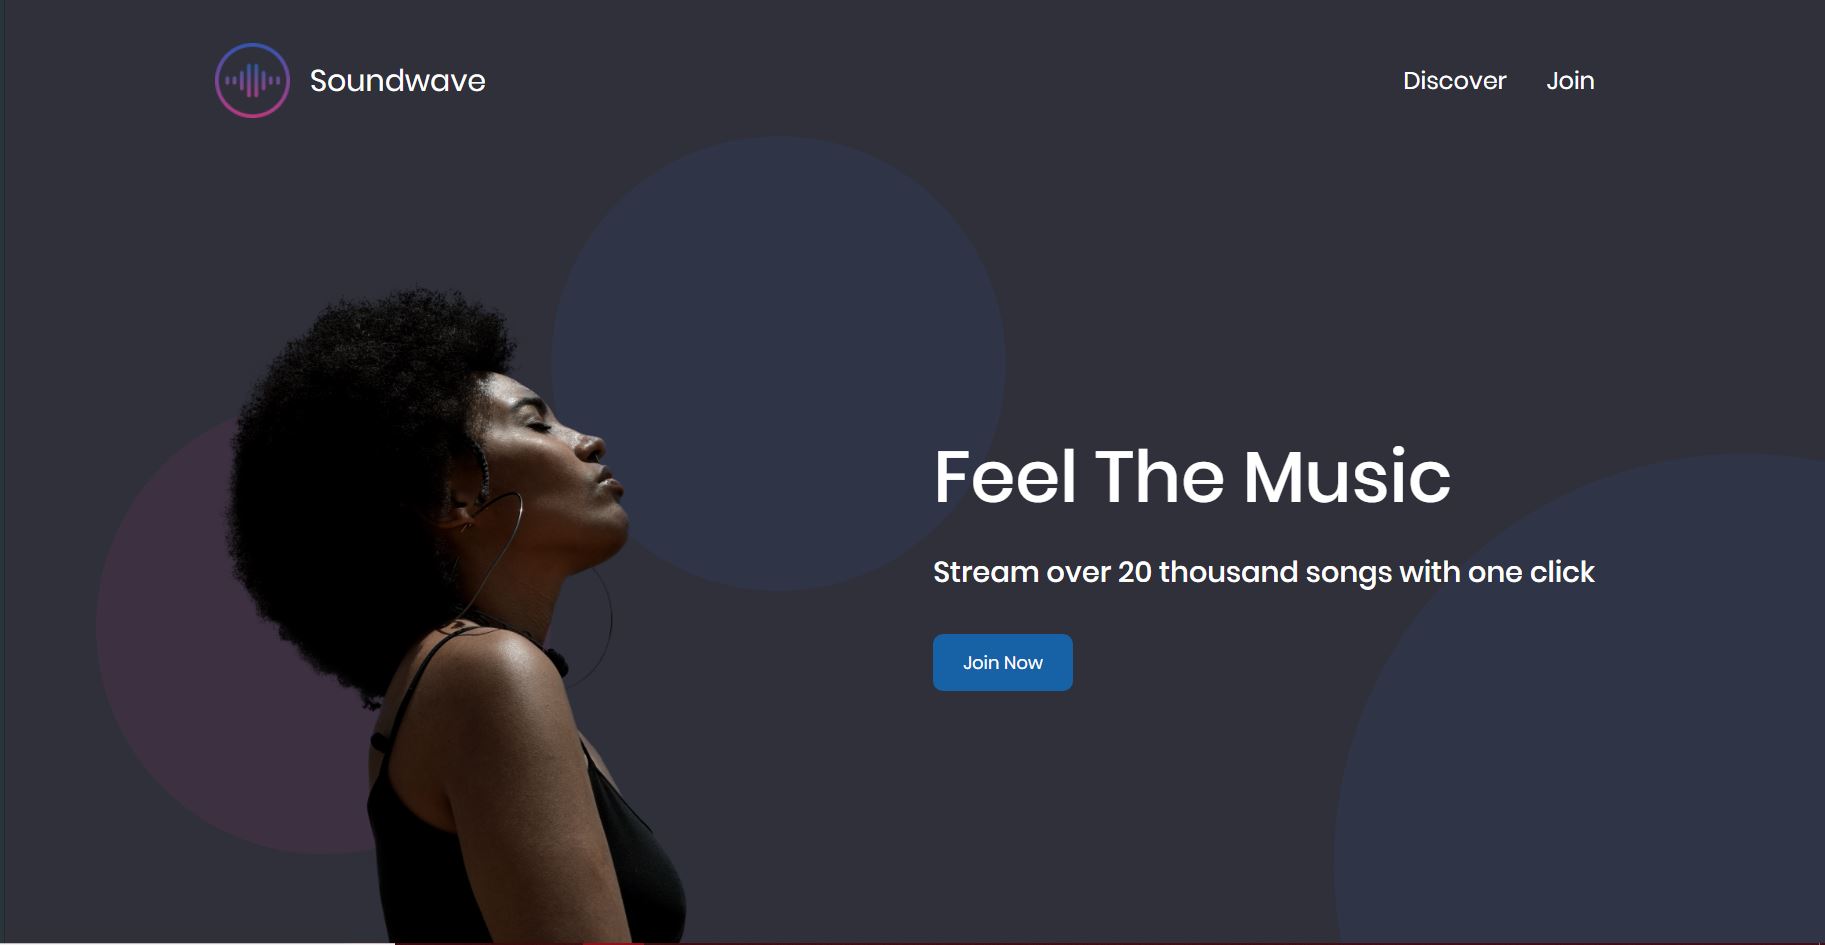 Soundwave
Discover
Join
Feel The Music
Stream over 20 thousand songs with one click
Join Now